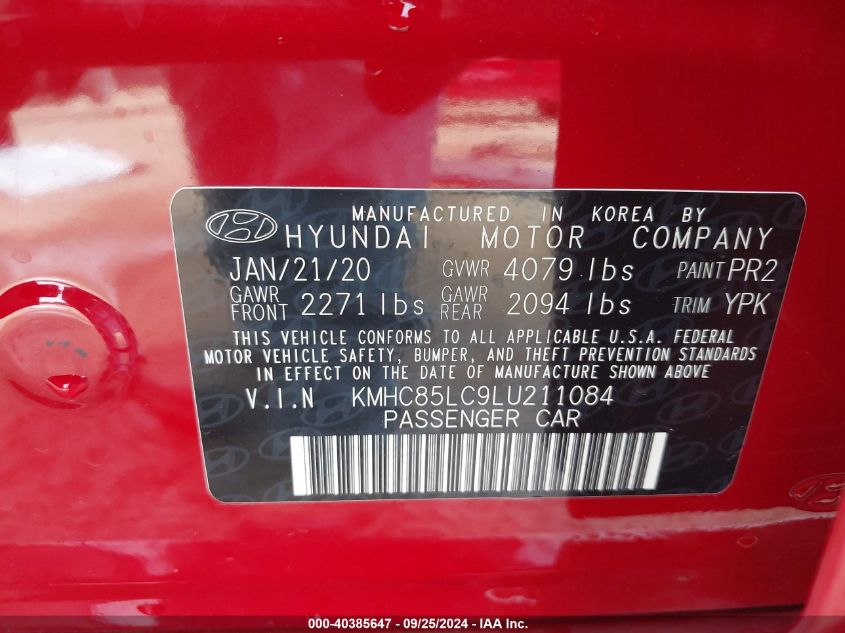 MANUFACTURED IN KOREA BY
HYUNDAI MOTOR COMPANY
JAN/21/20 GVWR 4079 lbs PAINT PR2
GAWR FRONT 2271 lbs GAWR REAR 2094 lbs TRIM YPK
THIS VEHICLE CONFORMS TO ALL APPLICABLE U.S.A. FEDERAL
MOTOR VEHICLE SAFETY, BUMPER, AND THEFT PREVENTION STANDARDS
IN EFFECT ON THE DATE OF MANUFACTURE SHOWN ABOVE
V.I.N KMHC85LC9LU211084
PASSENGER CAR
000-40385647 - 09/25/2024 - IAA Inc.